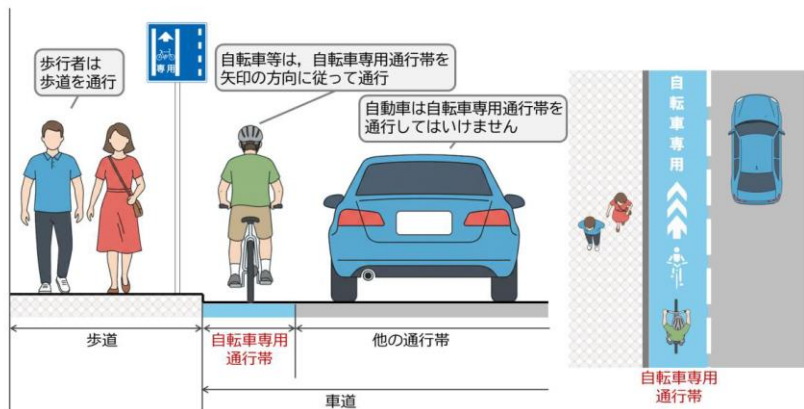 歩行者は
歩道を通行
専用
自転車等は，自転車専用通行帯を
矢印の方向に従って通行
自動車は自転車専用通行帯を
通行してはいけません
歩道
自転車専用
通行帯
他の通行帯
車道
自転車専用
自転車専用
通行帯